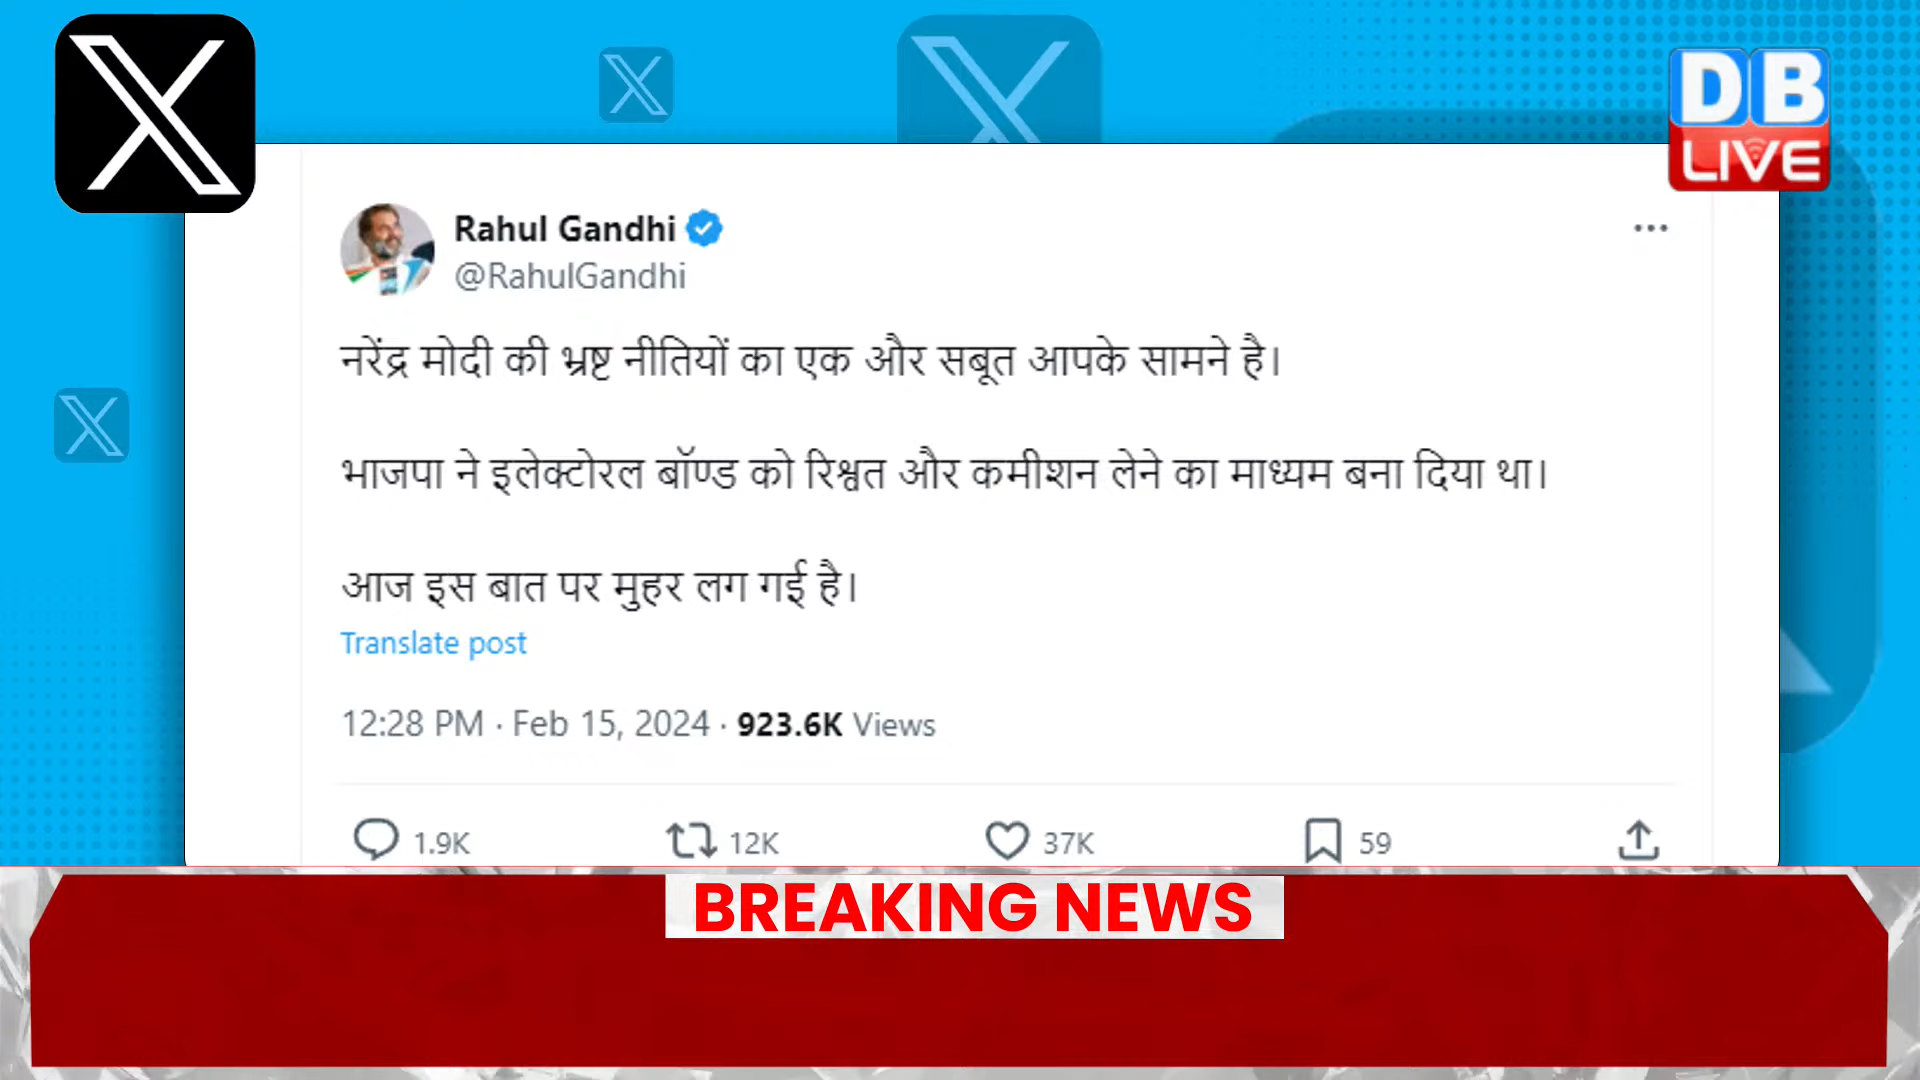 DB
LIVE
Rahul Gandhi
@RahulGandhi
नरेंद्र मोदी की भ्रष्ट नीतियों का एक और सबूत आपके सामने है।
भाजपा ने इलेक्टोरल बॉण्ड को रिश्वत और कमीशन लेने का माध्यम बना दिया था।
आज इस बात पर मुहर लग गई है।
Translate post
12:28 PM · Feb 15, 2024 · 923.6K Views
1.9K 12K 37K 59
BREAKING NEWS